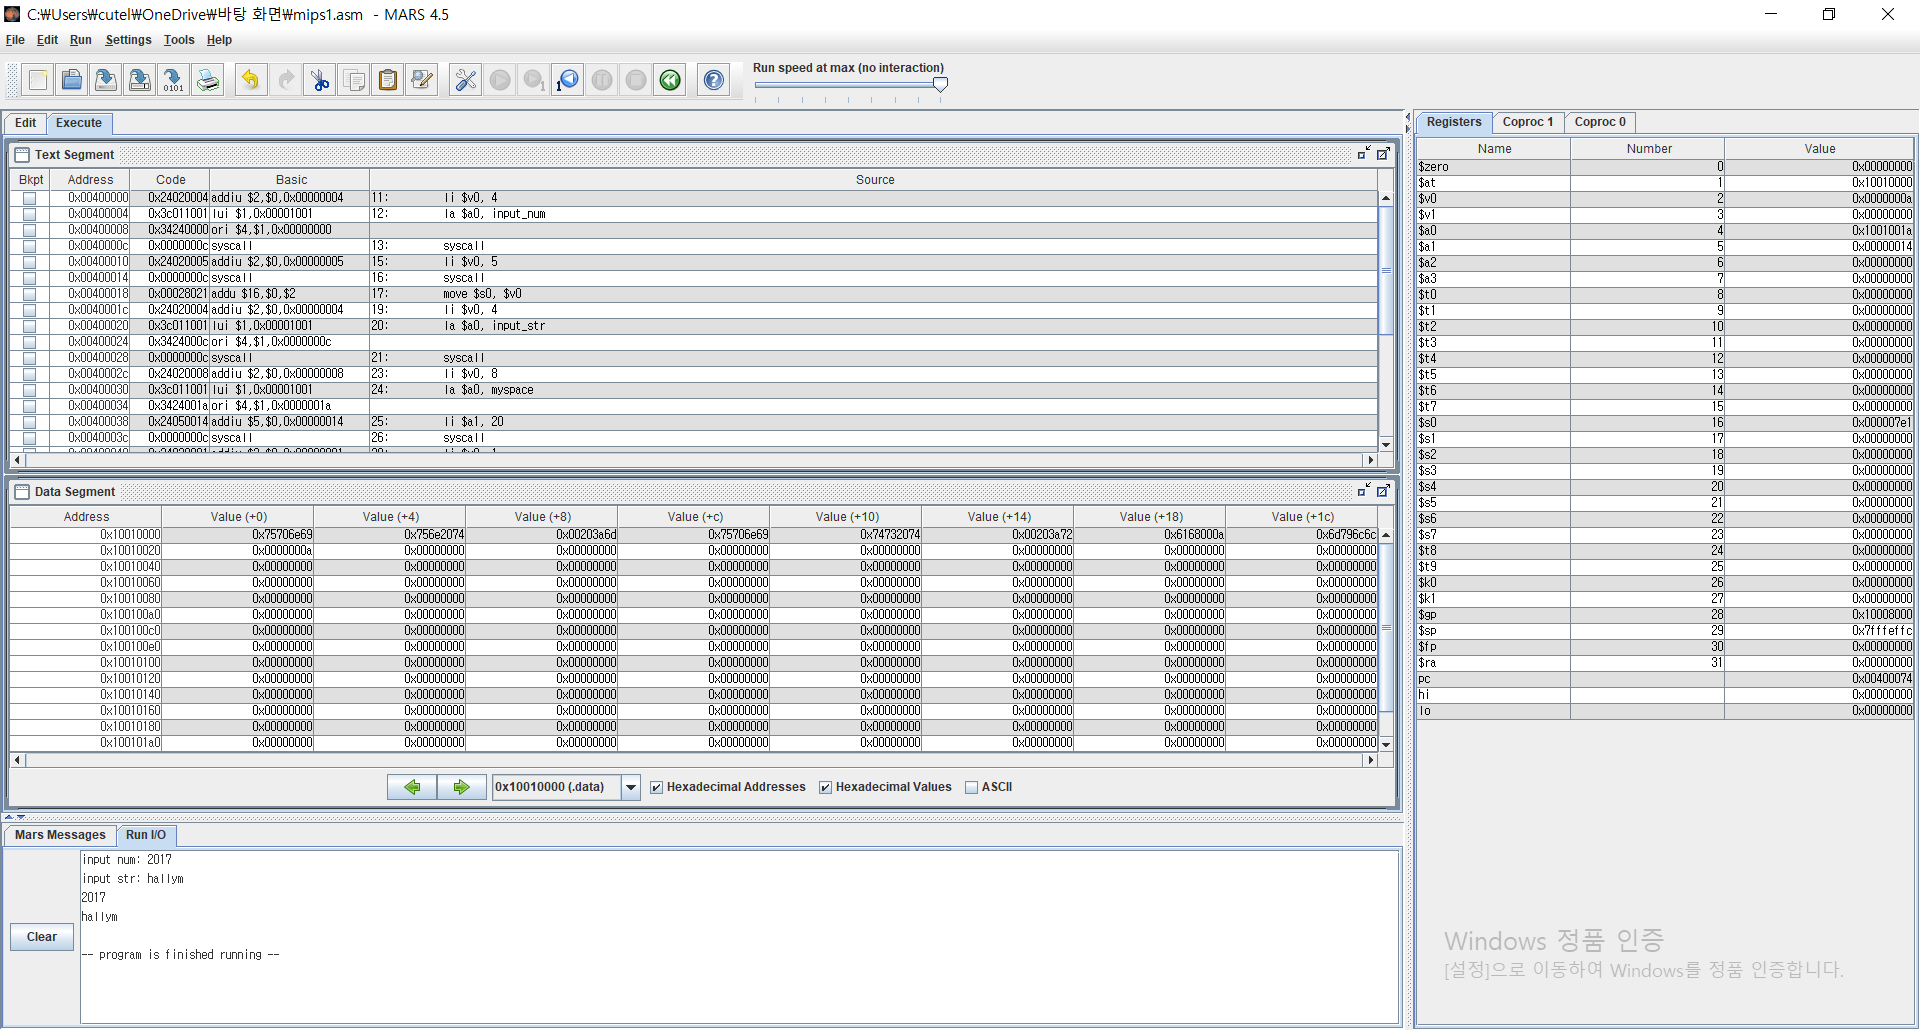 C:\Users\cutel\OneDrive\바탕 화면\mips1.asm - MARS 4.5
File Edit Run Settings Tools Help
Run speed at max (no interaction)
Edit Execute
Text Segment
Bkpt Address Code Basic Source
0x00400000 0x24020004 addiu $2,$0,0x00000004 11: li $v0, 4
0x00400004 0x3c011001 lui $1,0x00001001 12: la $a0, input_num
0x00400008 0x34240000 ori $4,$1,0x00000000
0x0040000c 0x0000000c syscall 13: syscall
0x00400010 0x24020005 addiu $2,$0,0x00000005 15: li $v0, 5
0x00400014 0x0000000c syscall 16: syscall
0x00400018 0x00028021 addu $16,$0,$2 17: move $s0, $v0
0x0040001c 0x24020004 addiu $2,$0,0x00000004 19: li $v0, 4
0x00400020 0x3c011001 lui $1,0x00001001 20: la $a0, input_str
0x00400024 0x3424000c ori $4,$1,0x0000000c
0x00400028 0x0000000c syscall 21: syscall
0x0040002c 0x24020008 addiu $2,$0,0x00000008 23: li $v0, 8
0x00400030 0x3c011001 lui $1,0x00001001 24: la $a0, myspace
0x00400034 0x3424001a ori $4,$1,0x0000001a
0x00400038 0x24050014 addiu $5,$0,0x00000014 25: li $a1, 20
0x0040003c 0x0000000c syscall 26: syscall
Data Segment
Address Value (+0) Value (+4) Value (+8) Value (+c) Value (+10) Value (+14) Value (+18) Value (+1c)
0x10010000 0x75706e69 0x756e2074 0x00203a6d 0x75706e69 0x74732074 0x00203a72 0x6168000a 0x6d796c6c
0x10010020 0x0000000a 0x00000000 0x00000000 0x00000000 0x00000000 0x00000000 0x00000000 0x00000000
0x10010040 0x00000000 0x00000000 0x00000000 0x00000000 0x00000000 0x00000000 0x00000000 0x00000000
0x10010060 0x00000000 0x00000000 0x00000000 0x00000000 0x00000000 0x00000000 0x00000000 0x00000000
0x10010080 0x00000000 0x00000000 0x00000000 0x00000000 0x00000000 0x00000000 0x00000000 0x00000000
0x100100a0 0x00000000 0x00000000 0x00000000 0x00000000 0x00000000 0x00000000 0x00000000 0x00000000
0x100100c0 0x00000000 0x00000000 0x00000000 0x00000000 0x00000000 0x00000000 0x00000000 0x00000000
0x100100e0 0x00000000 0x00000000 0x00000000 0x00000000 0x00000000 0x00000000 0x00000000 0x00000000
0x10010100 0x00000000 0x00000000 0x00000000 0x00000000 0x00000000 0x00000000 0x00000000 0x00000000
0x10010120 0x00000000 0x00000000 0x00000000 0x00000000 0x00000000 0x00000000 0x00000000 0x00000000
0x10010140 0x00000000 0x00000000 0x00000000 0x00000000 0x00000000 0x00000000 0x00000000 0x00000000
0x10010160 0x00000000 0x00000000 0x00000000 0x00000000 0x00000000 0x00000000 0x00000000 0x00000000
0x10010180 0x00000000 0x00000000 0x00000000 0x00000000 0x00000000 0x00000000 0x00000000 0x00000000
0x100101a0 0x00000000 0x00000000 0x00000000 0x00000000 0x00000000 0x00000000 0x00000000 0x00000000
0x10010000 (.data) Hexadecimal Addresses Hexadecimal Values ASCII
Mars Messages Run I/O
input num: 2017
input str: hallym
2017
hallym
-- program is finished running --
Clear
Registers Coproc 1 Coproc 0
Name Number Value
$zero 0 0x00000000
$at 1 0x10010000
$v0 2 0x0000000a
$v1 3 0x00000000
$a0 4 0x1001001a
$a1 5 0x00000014
$a2 6 0x00000000
$a3 7 0x00000000
$t0 8 0x00000000
$t1 9 0x00000000
$t2 10 0x00000000
$t3 11 0x00000000
$t4 12 0x00000000
$t5 13 0x00000000
$t6 14 0x00000000
$t7 15 0x00000000
$s0 16 0x000007e1
$s1 17 0x00000000
$s2 18 0x00000000
$s3 19 0x00000000
$s4 20 0x00000000
$s5 21 0x00000000
$s6 22 0x00000000
$s7 23 0x00000000
$t8 24 0x00000000
$t9 25 0x00000000
$k0 26 0x00000000
$k1 27 0x00000000
$gp 28 0x10008000
$sp 29 0x7fffeffc
$fp 30 0x00000000
$ra 31 0x00000000
pc 0x00400074
hi 0x00000000
lo 0x00000000
Windows 정품 인증
[설정]으로 이동하여 Windows를 정품 인증합니다.